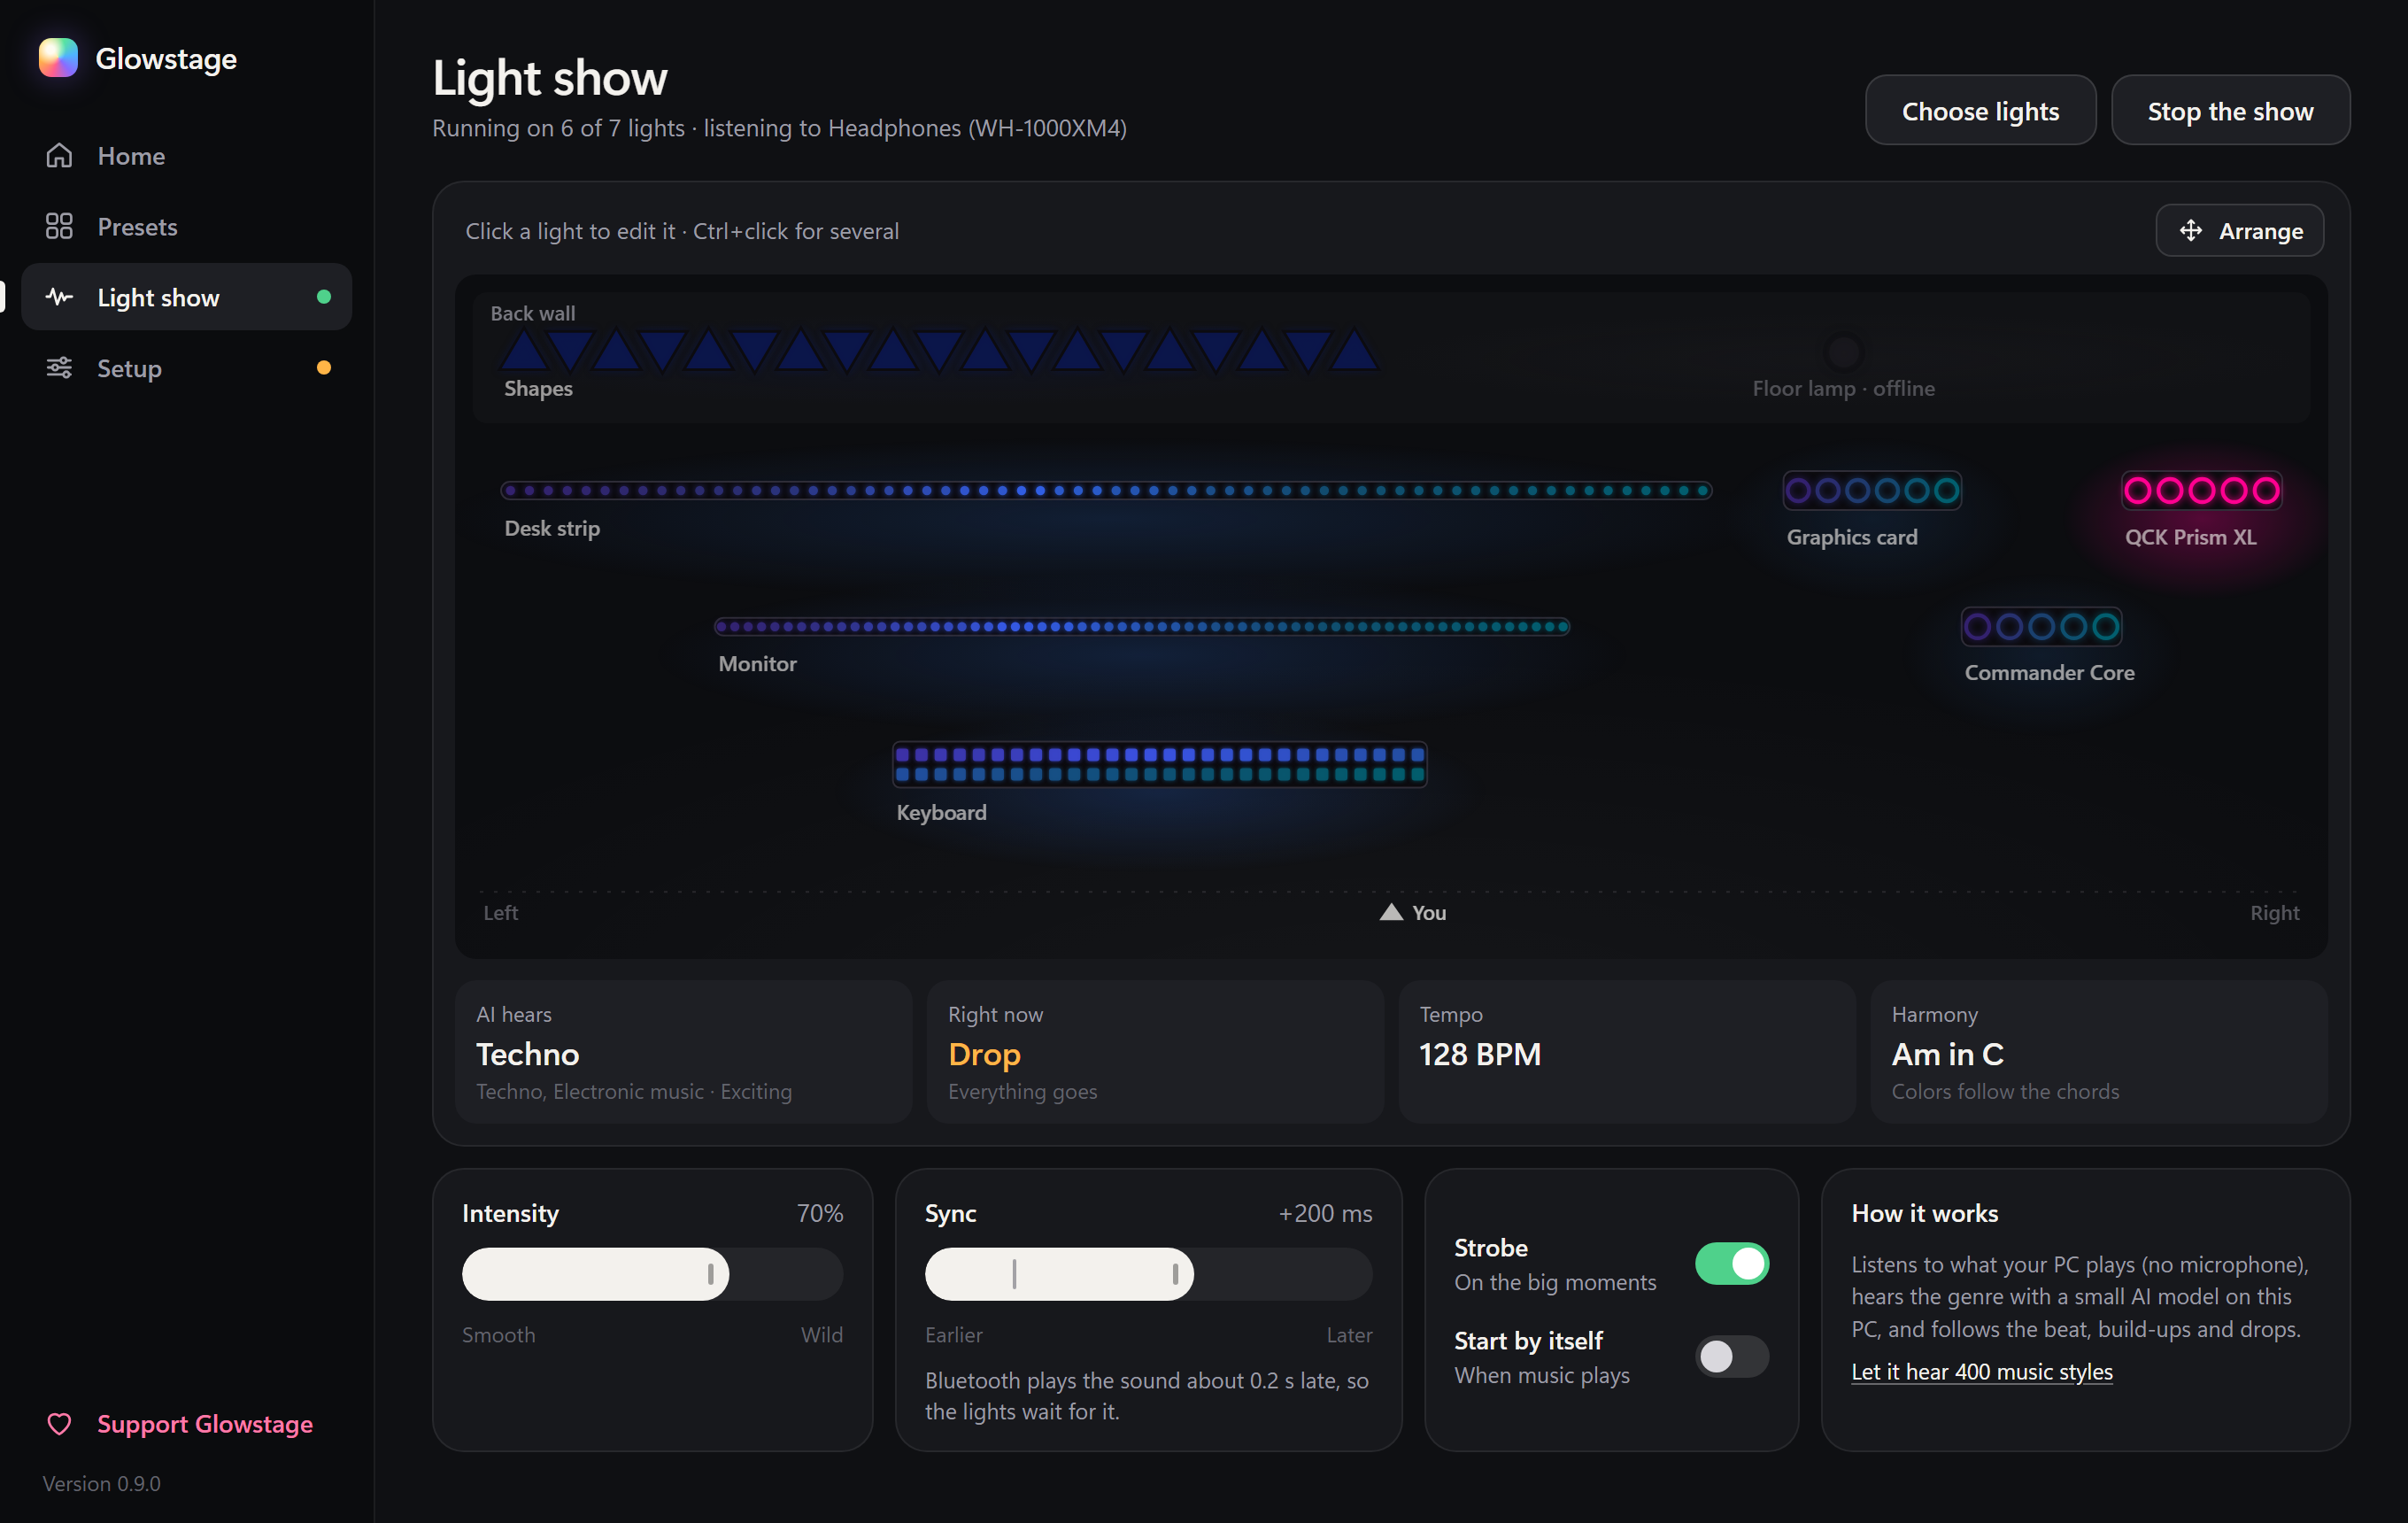 Glowstage
Home
Presets
Light show
Setup
Support Glowstage
Version 0.9.0
Light show
Running on 6 of 7 lights · listening to Headphones (WH-1000XM4)
Choose lights
Stop the show
Click a light to edit it · Ctrl+click for several
Arrange
Back wall
Shapes
Floor lamp · offline
Desk strip
Graphics card
QCK Prism XL
Monitor
Commander Core
Keyboard
Left
You
Right
AI hears
Techno
Techno, Electronic music · Exciting
Right now
Drop
Everything goes
Tempo
128 BPM
Harmony
Am in C
Colors follow the chords
Intensity
70%
Smooth
Wild
Sync
+200 ms
Earlier
Later
Bluetooth plays the sound about 0.2 s late, so
the lights wait for it.
Strobe
On the big moments
Start by itself
When music plays
How it works
Listens to what your PC plays (no microphone),
hears the genre with a small AI model on this
PC, and follows the beat, build-ups and drops.
Let it hear 400 music styles